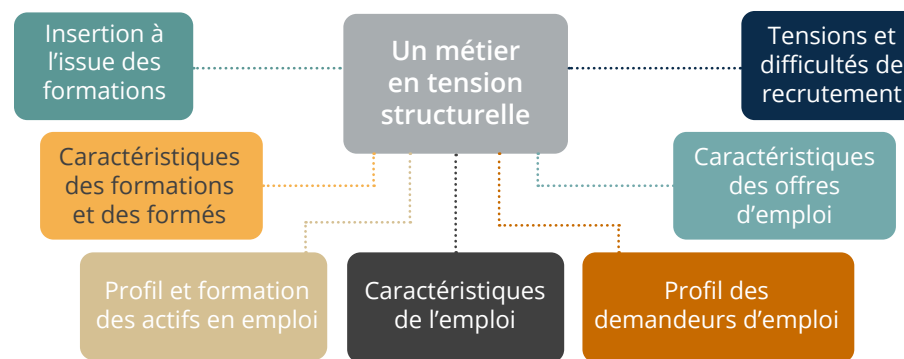 Insertion à
l’issue des
formations
Un métier
en tension
structurelle
Tensions et
difficultés de
recrutement
Caractéristiques
des formations
et des formés
Caractéristiques
des offres
d’emploi
Profil et formation
des actifs en emploi
Caractéristiques
de l’emploi
Profil des
demandeurs d’emploi